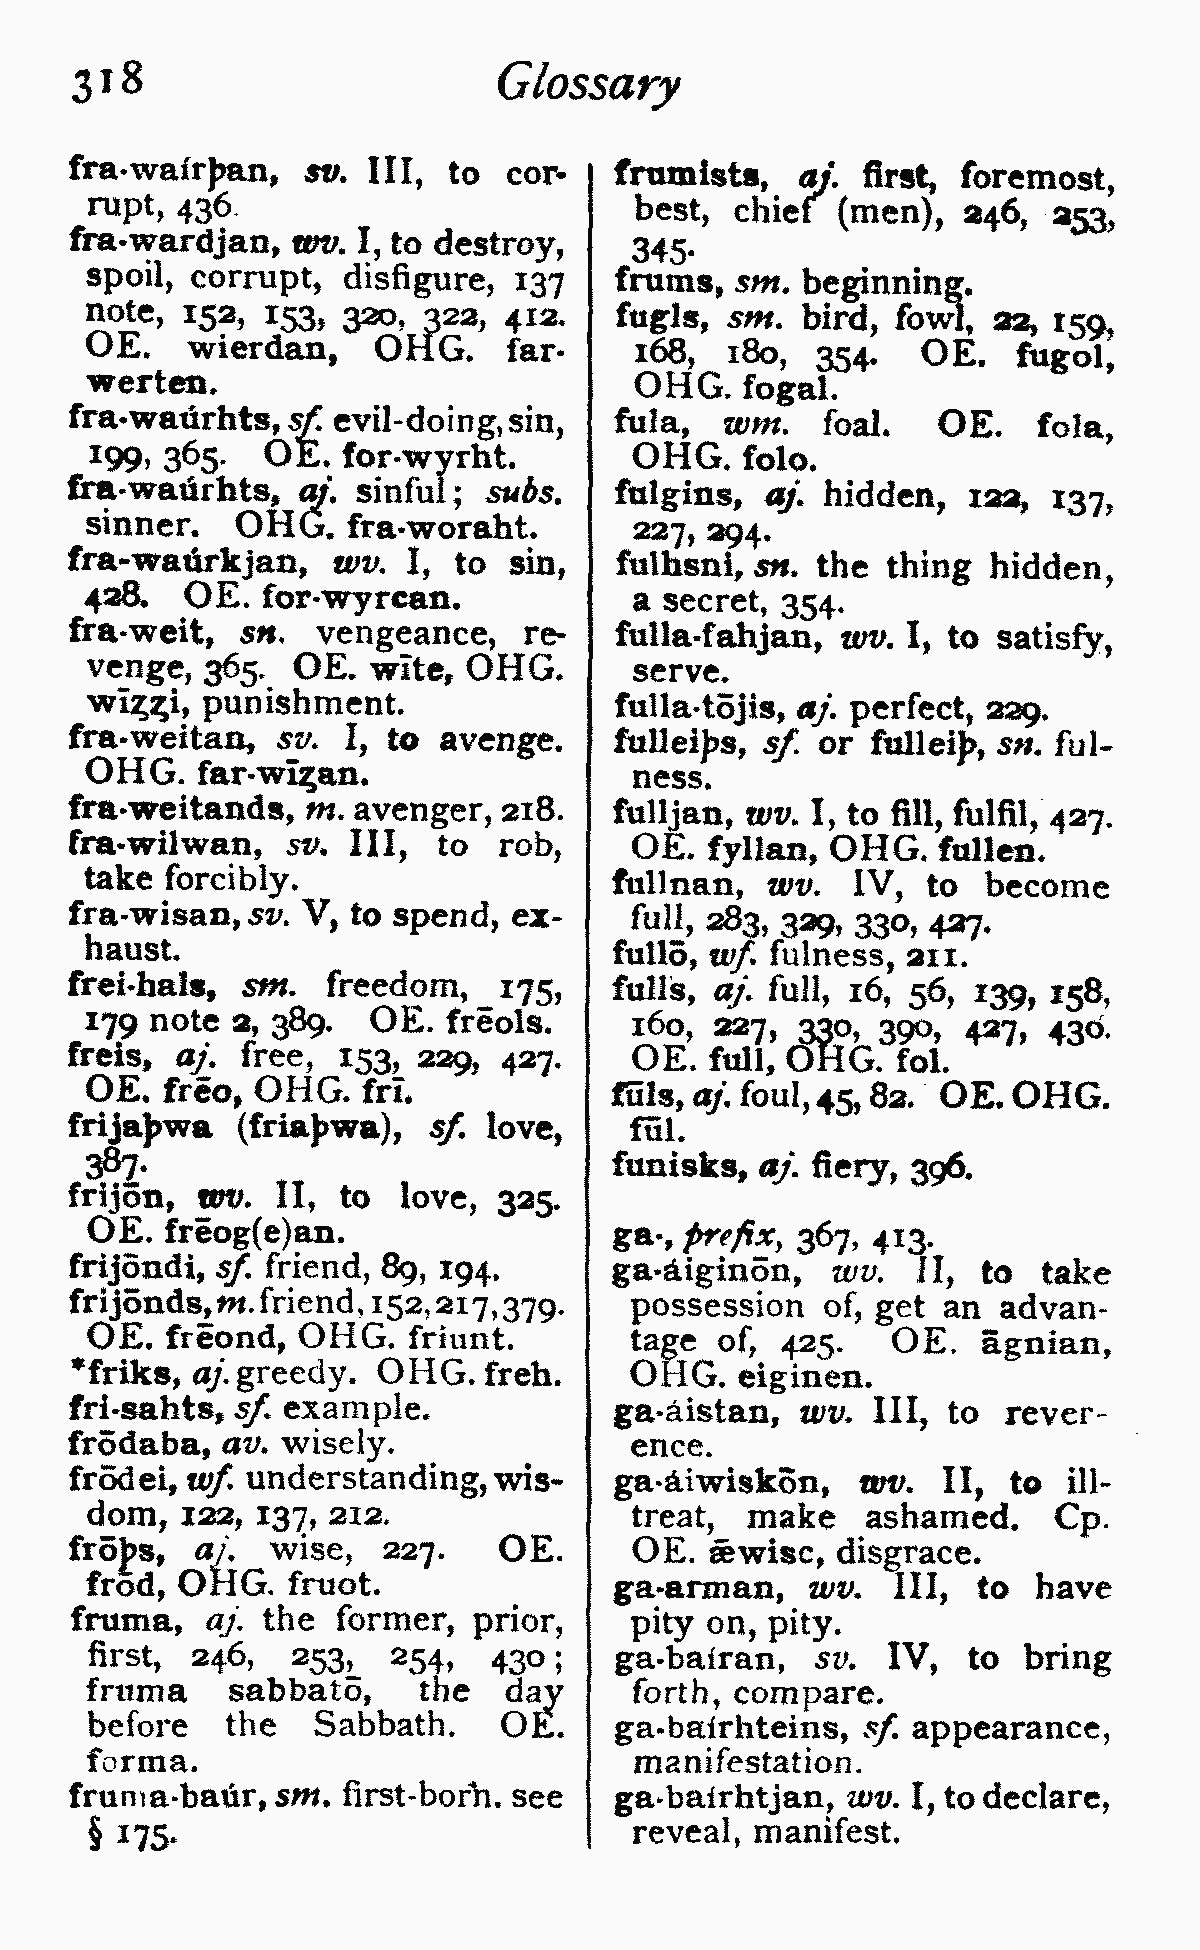 318 Glossary
fra·waírþan, sv. III, to cor-
rupt, 436.
fra·wardjan, wv. I, to destroy,
spoil, corrupt, disfigure, 137
note, 152, 153, 320, 322, 412.
OE. wierdan, OHG. far-
werten.
fra·waúrhts, sf. evil-doing, sin,
199, 365. OE. for·wyrht.
fra·waúrhts, aj. sinful; subs.
sinner. OHG. fra·woraht.
fra-waúrkjan, wv. I, to sin,
428. OE. for·wyrcan.
fra·weit, sn. vengeance, re-
venge, 365. OE. wīte, OHG.
wīʒʒi, punishment.
fra·weitan, sv. I, to avenge.
OHG. far·wīʒan.
fra·weitands, m. avenger, 218.
fra·wilwan, sv. III, to rob,
take forcibly.
fra·wisan, sv. V, to spend, ex-
haust.
frei·hals, sm. freedom, 175,
179 note 2, 389. OE. frēols.
freis, aj. free, 153, 229, 427.
OE. frēo, OHG. frī.
frijaþwa (friaþwa), sf. love,
387.
frijōn, wv. II, to love, 325.
OE. frēog(e)an.
frijōndi, sf. friend, 89, 194.
frijōnds, m. friend, 152, 217, 379.
OE. frēond, OHG. friunt.
*friks, aj. greedy. OHG. freh.
fri·sahts, sf. example.
frōdaba, av. wisely.
frōdei, wf. understanding, wis-
dom, 122, 137, 212.
frōþs, aj. wise, 227. OE.
frōd, OHG. fruot.
fruma, aj. the former, prior,
first, 246, 253, 254, 430;
fruma sabbatō, the day
before the Sabbath. OE.
forma.
fruma·baúr, sm. first-born. see
§ 175.
frumists, aj. first, foremost,
best, chief (men), 246, 253,
345.
frums, sm. beginning.
fugls, sm. bird, fowl, 22, 159,
168, 180, 354. OE. fugol,
OHG. fogal.
fula, wm. foal. OE. fola,
OHG. folo.
fulgins, aj. hidden, 122, 137,
227, 294.
fulhsni, sn. the thing hidden,
a secret, 354.
fulla·fahjan, wv. I, to satisfy,
serve.
fulla·tōjis, aj. perfect, 229.
fulleiþs, sf. or fulleiþ, sn. ful-
ness.
fulljan, wv. I, to fill, fulfil, 427.
OE. fyllan, OHG. fullen.
fullnan, wv. IV, to become
full, 283, 329, 330, 427.
fullō, wf. fulness, 211.
fulls, aj. full, 16, 56, 139, 158,
160, 227, 330, 390, 427, 430.
OE. full, OHG. fol.
fūls, aj. foul, 45, 82. OE. OHG.
fūl.
funisks, aj. fiery, 396.
ga-, prefix, 367, 413.
ga·áiginōn, wv. II, to take
possession of, get an advan-
tage of, 425. OE. āgnian,
OHG. eiginen.
ga·áistan, wv. III, to rever-
ence.
ga·áiwiskōn, wv. II, to ill-
treat, make ashamed. Cp.
OE. ǣwisc, disgrace.
ga·arman, wv. III, to have
pity on, pity.
ga·baíran, sv. IV, to bring
forth, compare.
ga·baírhteins, sf. appearance,
manifestation.
ga·baírhtjan, wv. I, to declare,
reveal, manifest.